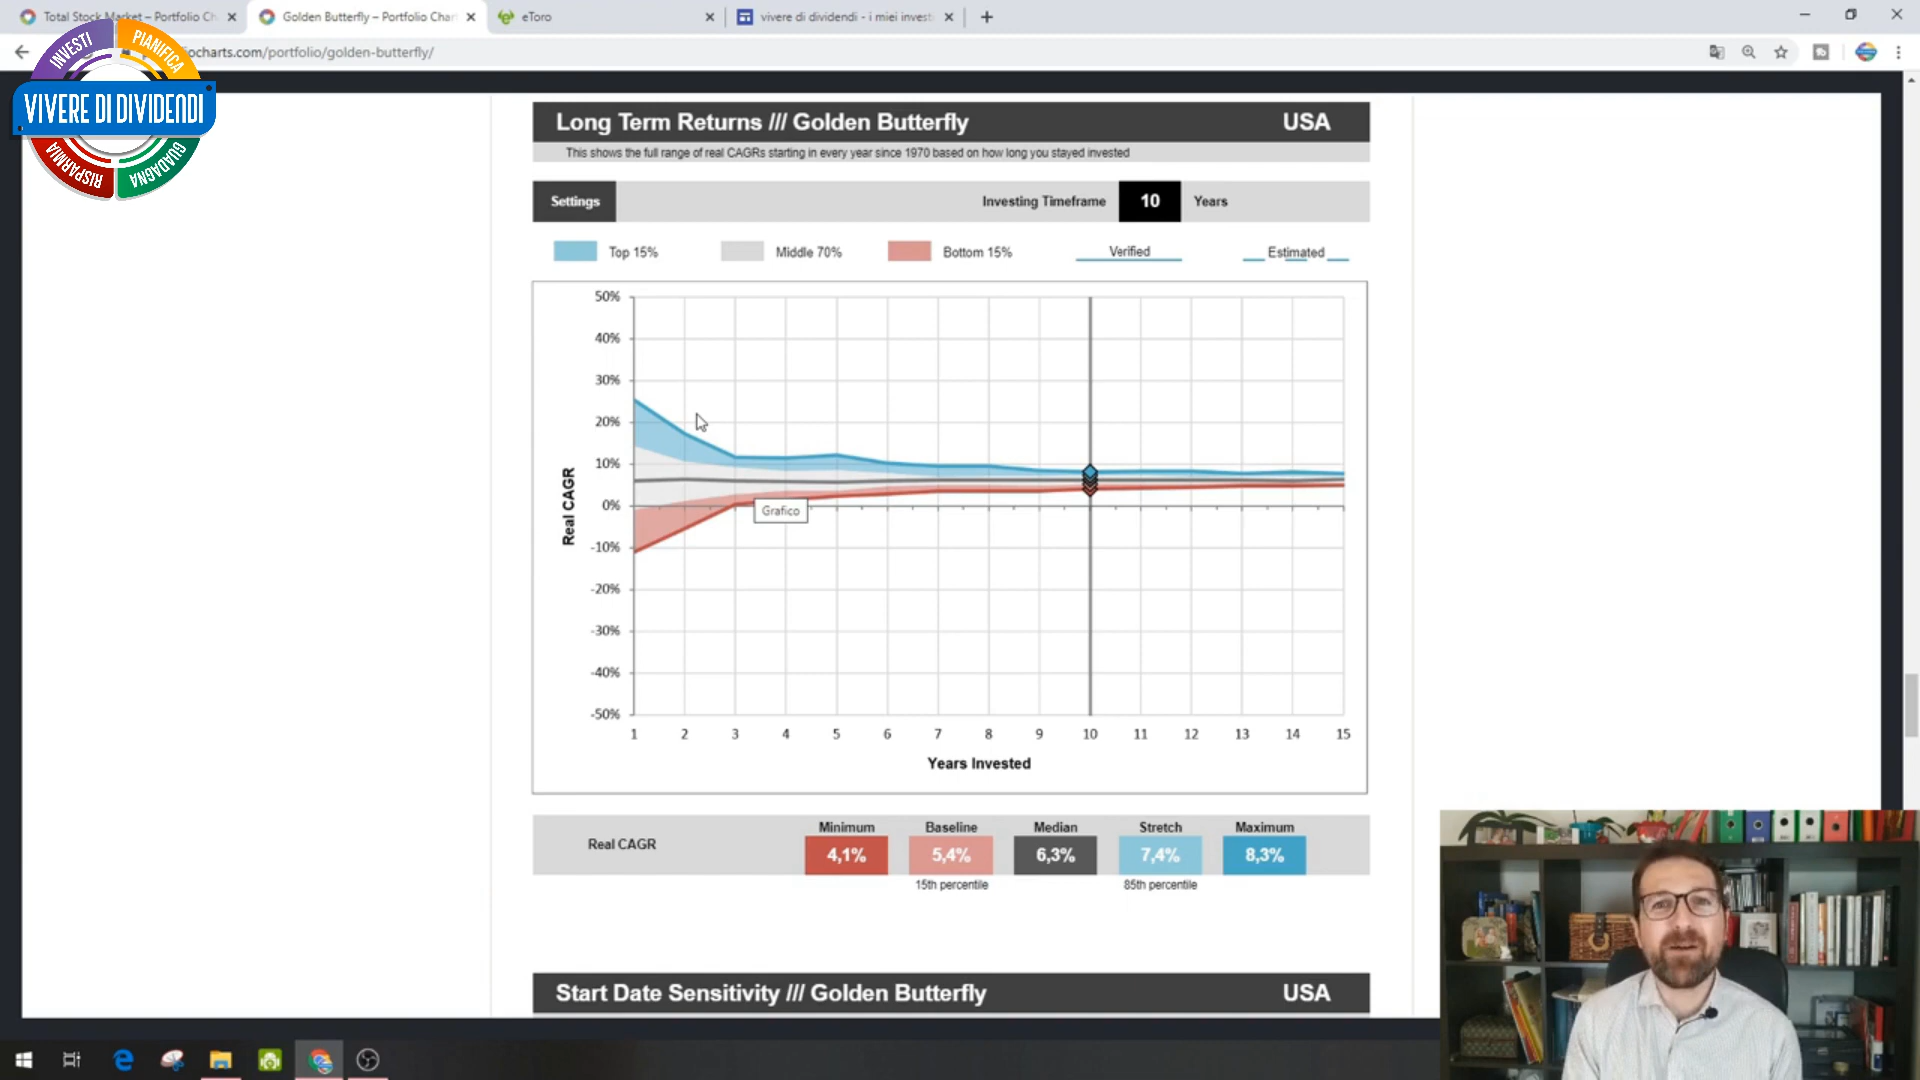 Total Stock Market – Portfolio Ch
Golden Butterfly – Portfolio Char
eToro
vivere di dividendi - i miei invest
iocharts.com/portfolio/golden-butterfly/
INVESTI
PIANIFICA
VIVERE DI DIVIDENDI
RISPARMIA
GUADAGNA
Long Term Returns /// Golden Butterfly
USA
This shows the full range of real CAGRs starting in every year since 1970 based on how long you stayed invested
Settings
Investing Timeframe
10
Years
Top 15%
Middle 70%
Bottom 15%
Verified
Estimated
50%
40%
30%
20%
10%
0%
-10%
-20%
-30%
-40%
-50%
Real CAGR
Grafico
1 2 3 4 5 6 7 8 9 10 11 12 13 14 15
Years Invested
Minimum Baseline Median Stretch Maximum
Real CAGR
4,1% 5,4% 6,3% 7,4% 8,3%
15th percentile
85th percentile
Start Date Sensitivity /// Golden Butterfly
USA